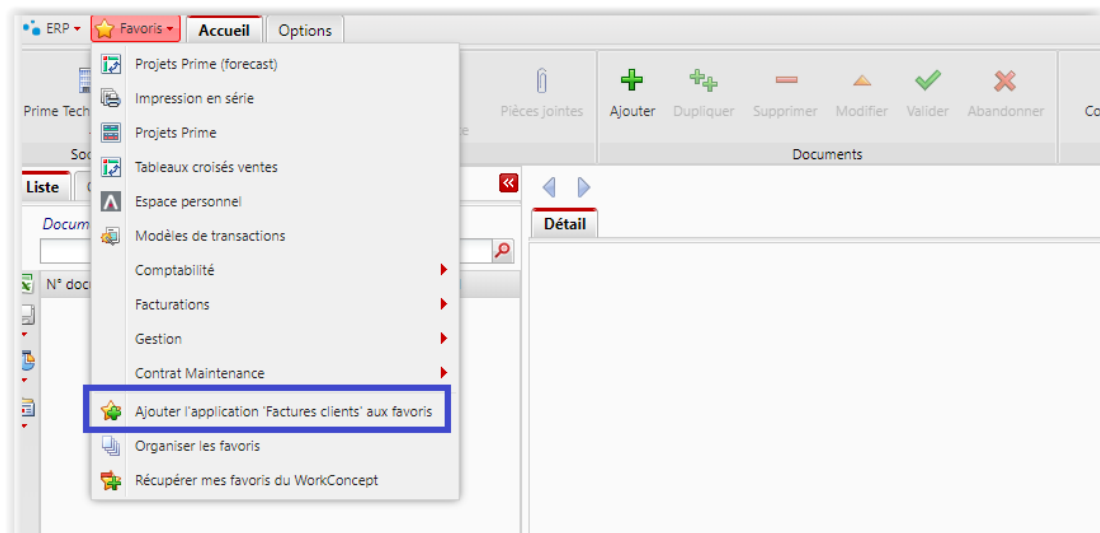 ERP Favoris Accueil Options
Projets Prime (forecast)
Impression en série
Projets Prime
Tableaux croisés ventes
Espace personnel
Modèles de transactions
Comptabilité
Facturations
Gestion
Contrat Maintenance
Ajouter l'application 'Factures clients' aux favoris
Organiser les favoris
Récupérer mes favoris du WorkConcept
Prime Tech
Pièces jointes
Ajouter Dupliquer Supprimer Modifier Valider Abandonner
Documents
Liste
Détail
N° doc